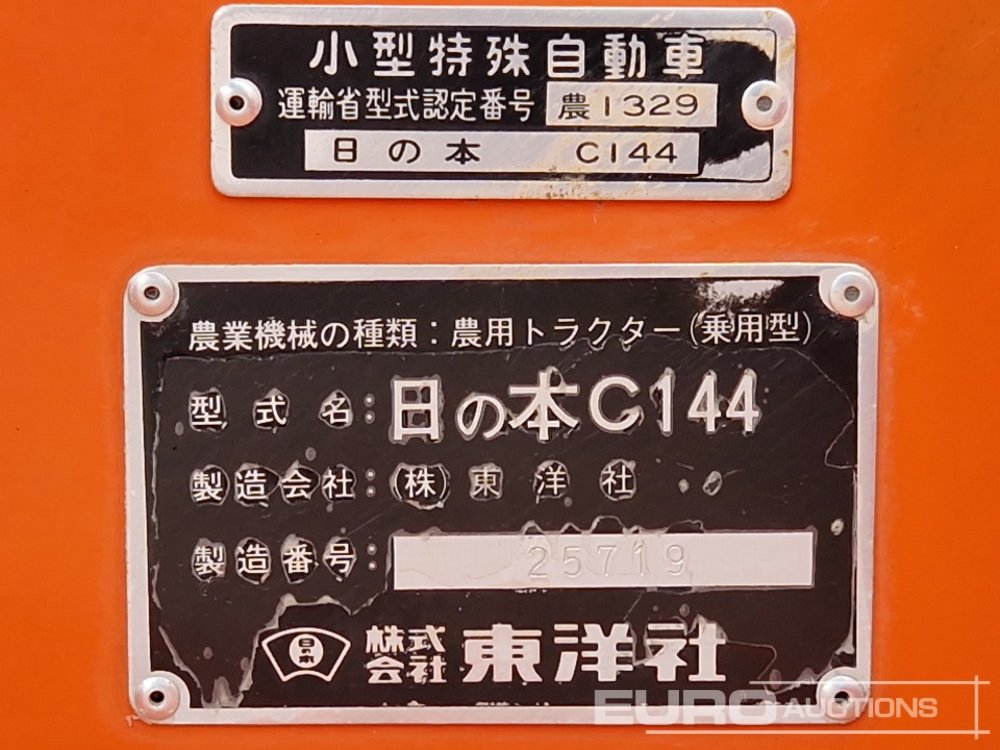 小型特殊自動車
運輸省型式認定番号 農1329
日の本 C144
農業機械の種類：農用トラクター(乗用型)
型式名：日の本C144
製造会社：(株)東洋社
製造番号：25719
日の本 株式会社 東洋社
EURO AUCTIONS